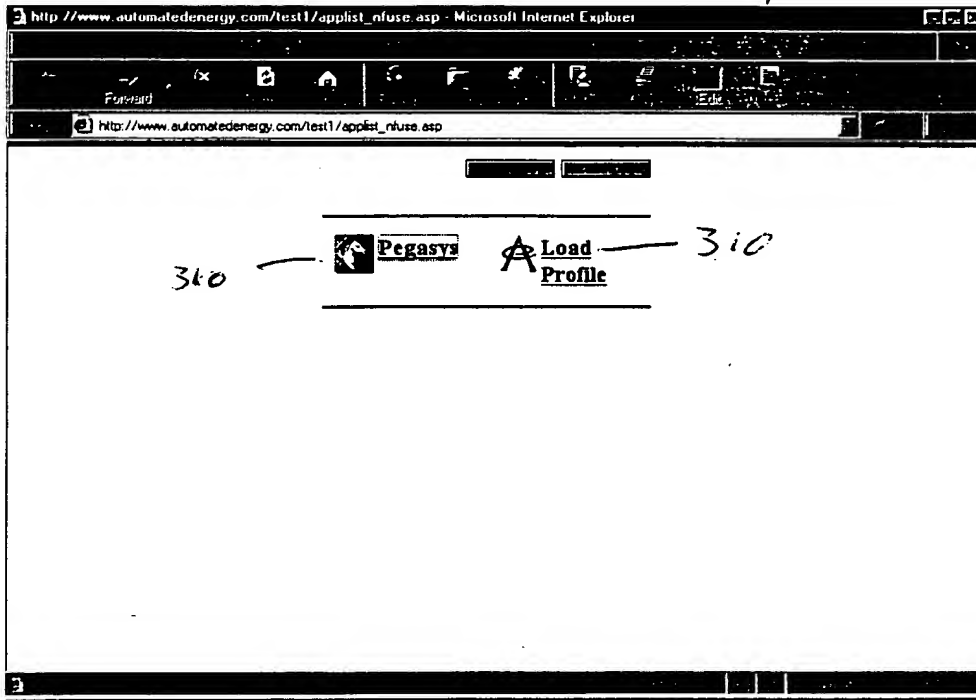 http //www.automatedenergy.com/test1/applist_nfuse.asp - Microsoft Internet Explorer
Forward
Edit
http://www.automatedenergy.com/test1/applist_nfuse.asp
Pegasys
Load
Profile
310
310